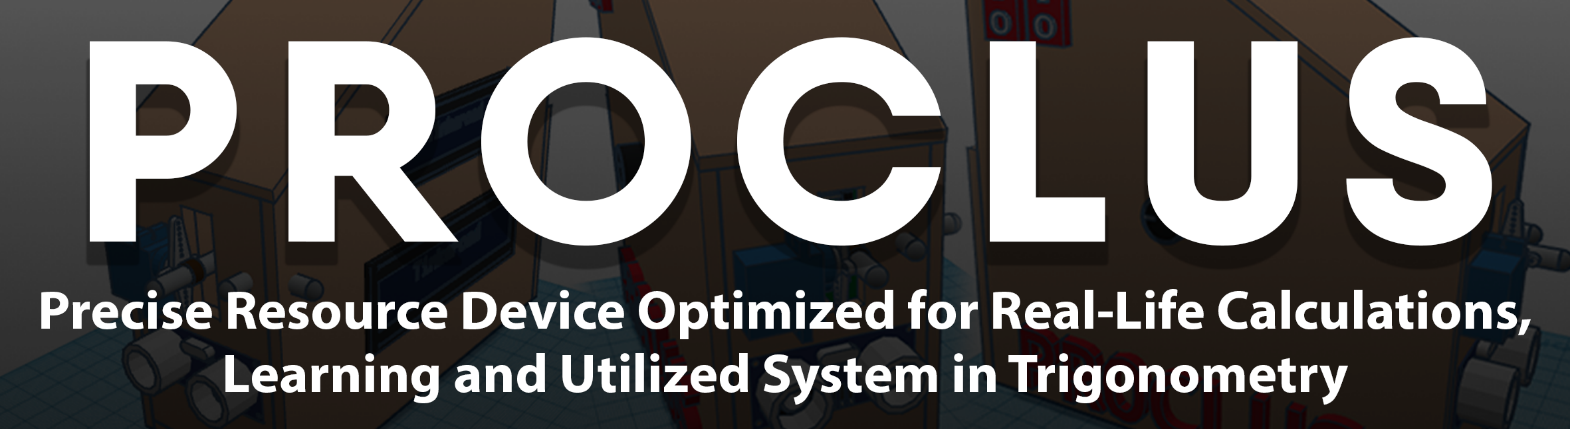 PROCLUS
Precise Resource Device Optimized for Real-Life Calculations,
Learning and Utilized System in Trigonometry